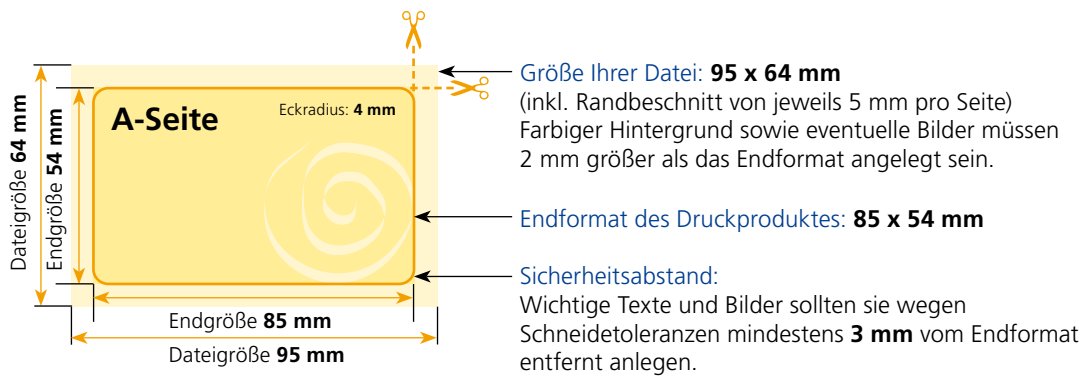 Dateigröße 64 mm
Endgröße 54 mm
A-Seite
Eckradius: 4 mm
Endgröße 85 mm
Dateigröße 95 mm
Größe Ihrer Datei: 95 x 64 mm
(inkl. Randbeschnitt von jeweils 5 mm pro Seite)
Farbiger Hintergrund sowie eventuelle Bilder müssen
2 mm größer als das Endformat angelegt sein.
Endformat des Druckproduktes: 85 x 54 mm
Sicherheitsabstand:
Wichtige Texte und Bilder sollten sie wegen
Schneidetoleranzen mindestens 3 mm vom Endformat
entfernt anlegen.